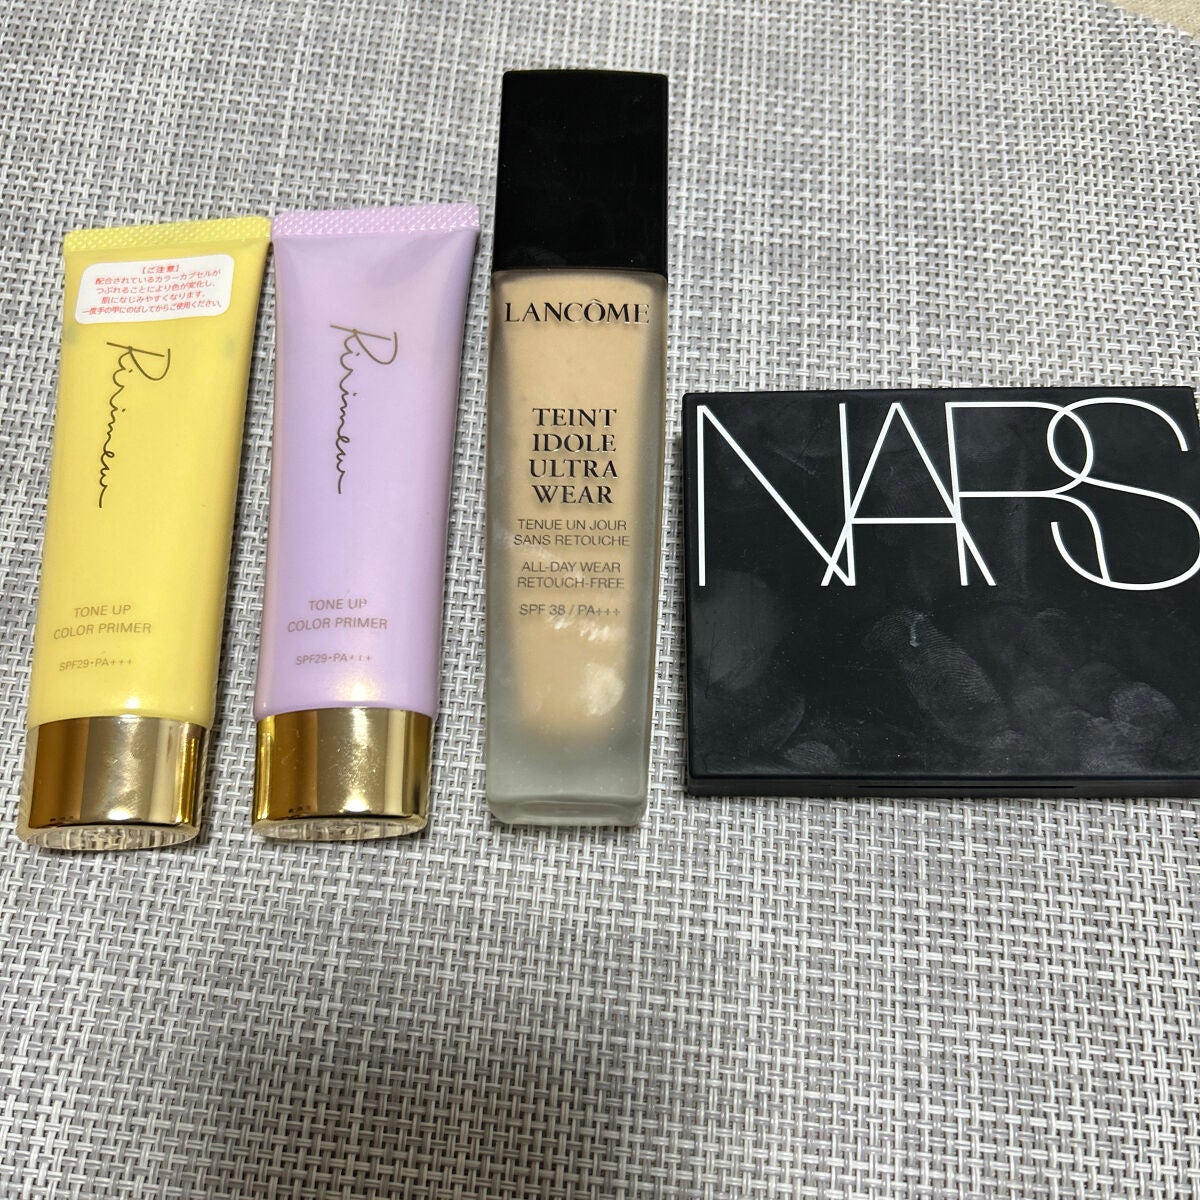 【ご注意】
配合されているカラーカプセルが
つぶれることにより色が変化し、
肌になじみやすくなります。
一度手の甲にのばしてからご使用ください。
Ririmew
TONE UP
COLOR PRIMER
SPF29・PA+++
Ririmew
TONE UP
COLOR PRIMER
SPF29・PA+++
LANCÔME
TEINT
IDOLE
ULTRA
WEAR
TENUE UN JOUR
SANS RETOUCHE
ALL-DAY WEAR
RETOUCH-FREE
SPF 38 / PA+++
NARS